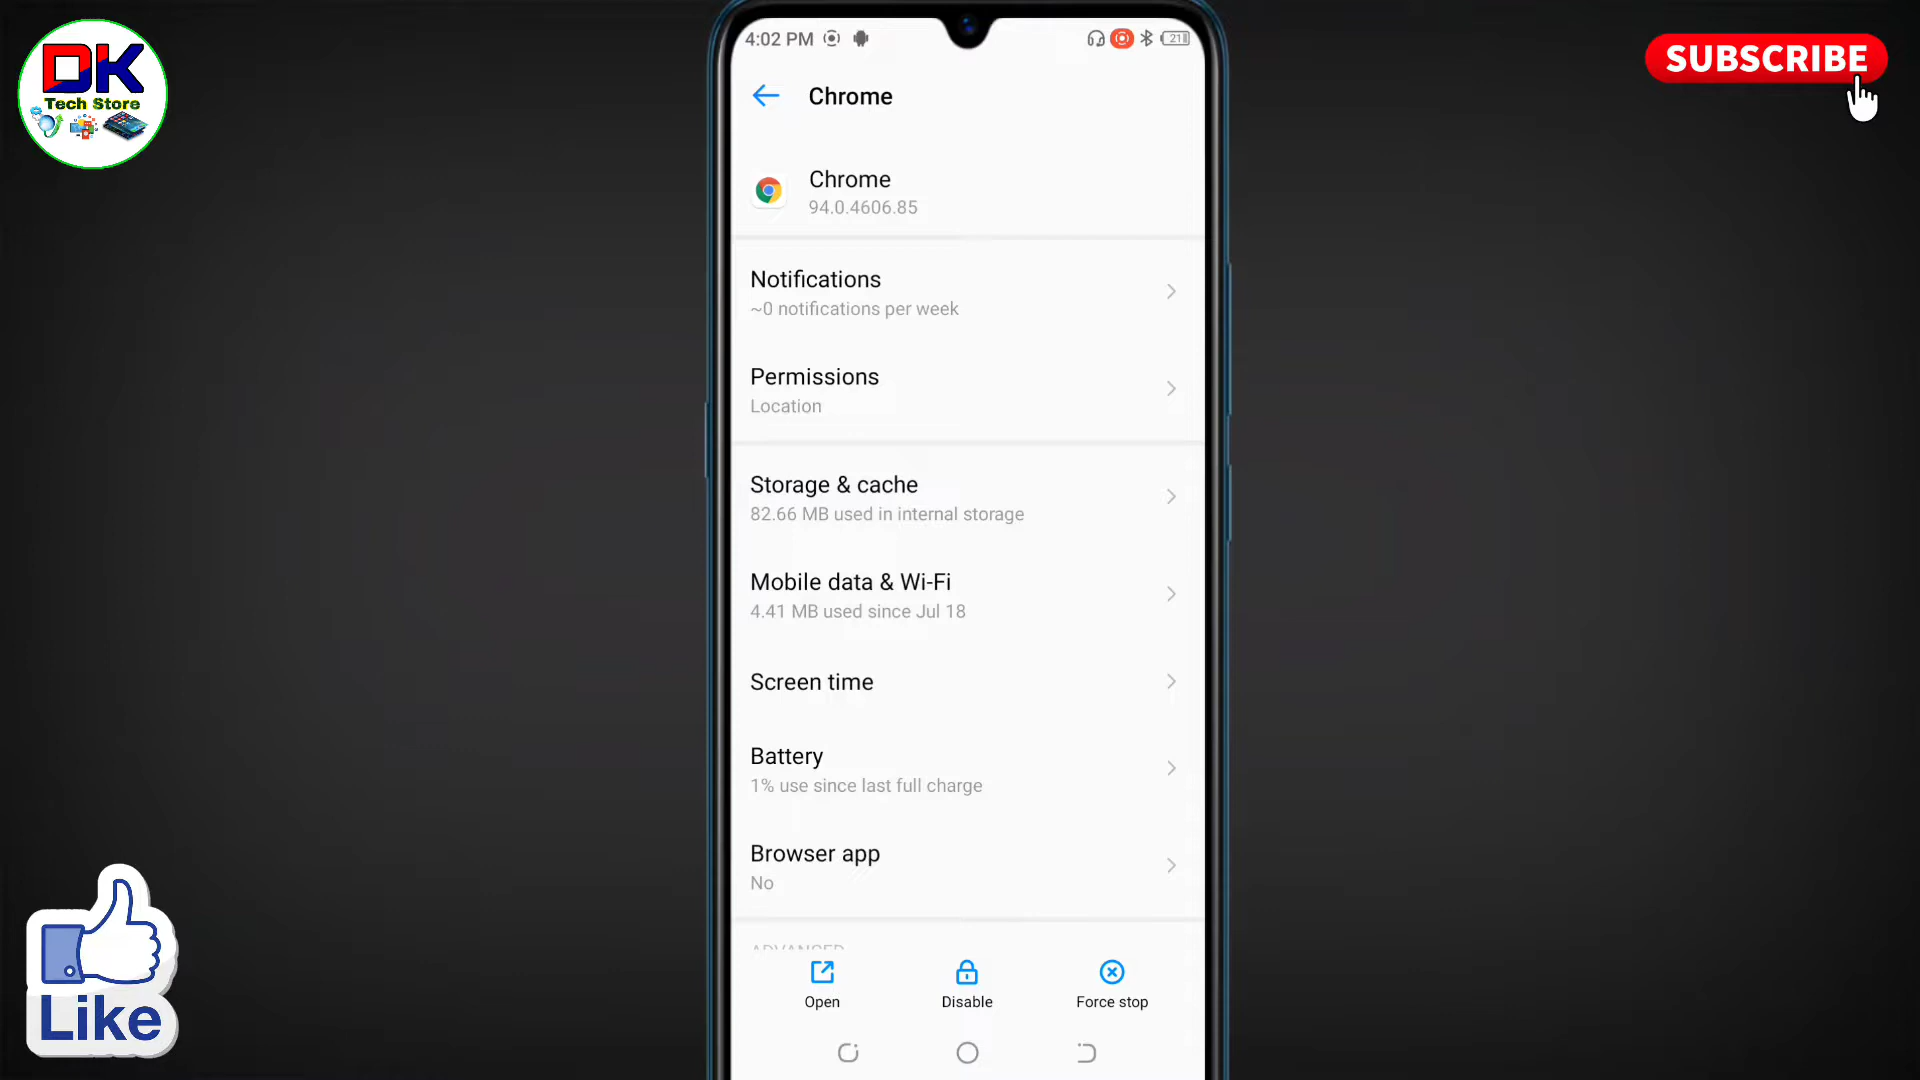 DK
Tech Store
4:02 PM
21
SUBSCRIBE
Chrome
Chrome
94.0.4606.85
Notifications
~0 notifications per week
Permissions
Location
Storage & cache
82.66 MB used in internal storage
Mobile data & Wi-Fi
4.41 MB used since Jul 18
Screen time
Battery
1% use since last full charge
Browser app
No
ADVANCED
Open
Disable
Force stop
Like